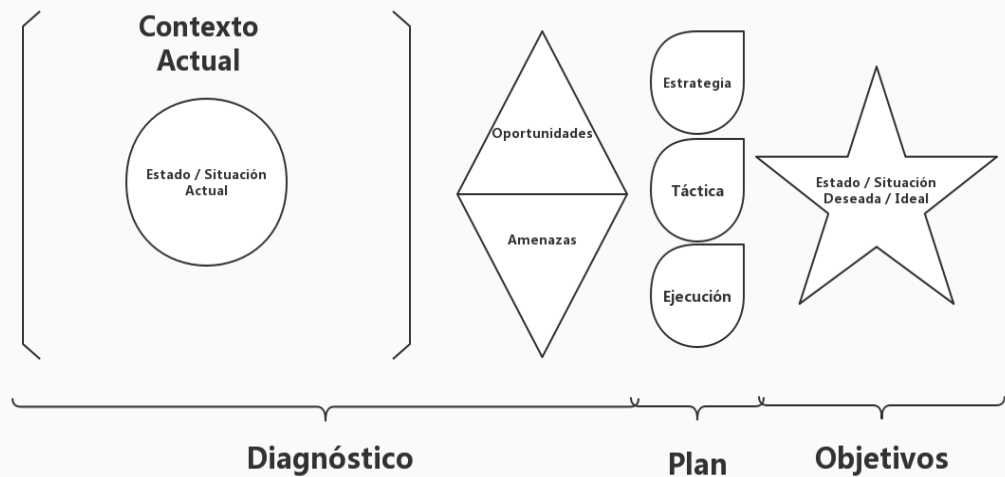 Contexto
Actual
Estado / Situación
Actual
Oportunidades
Amenazas
Estrategia
Táctica
Ejecución
Estado / Situación
Deseada / Ideal
Diagnóstico
Plan
Objetivos